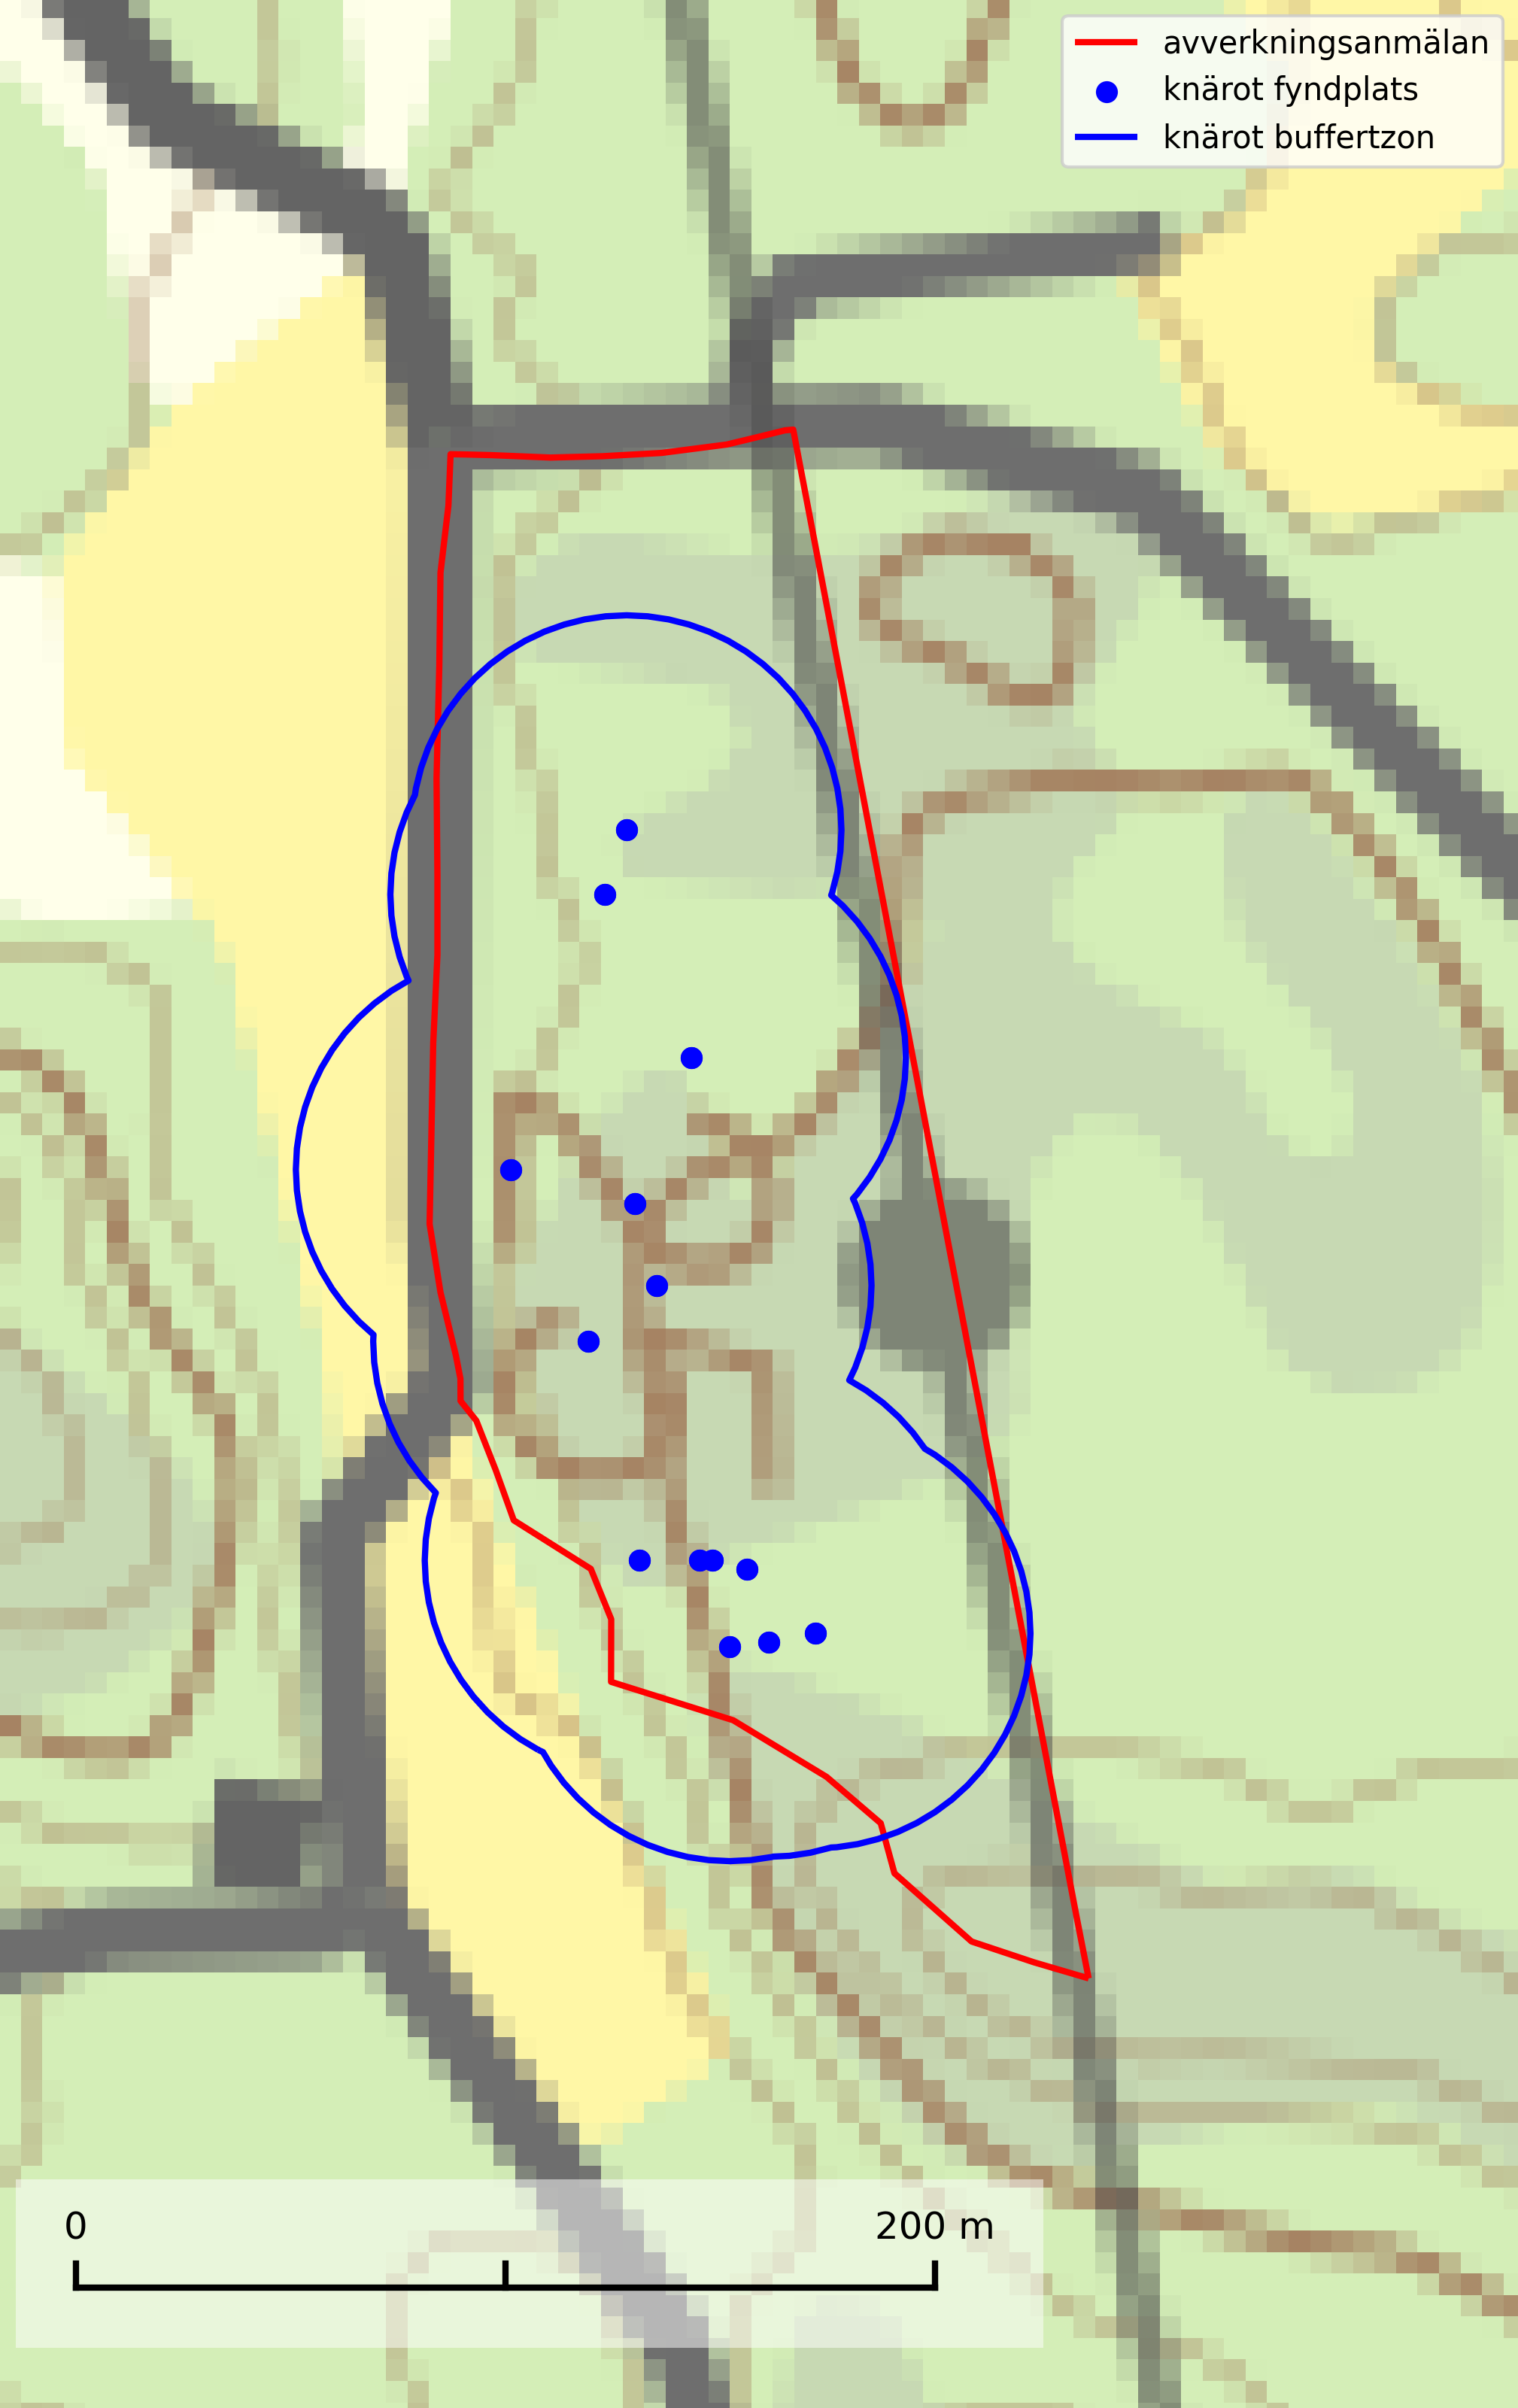 avverkningsanmälan
knärot fyndplats
knärot buffertzon
0 200 m